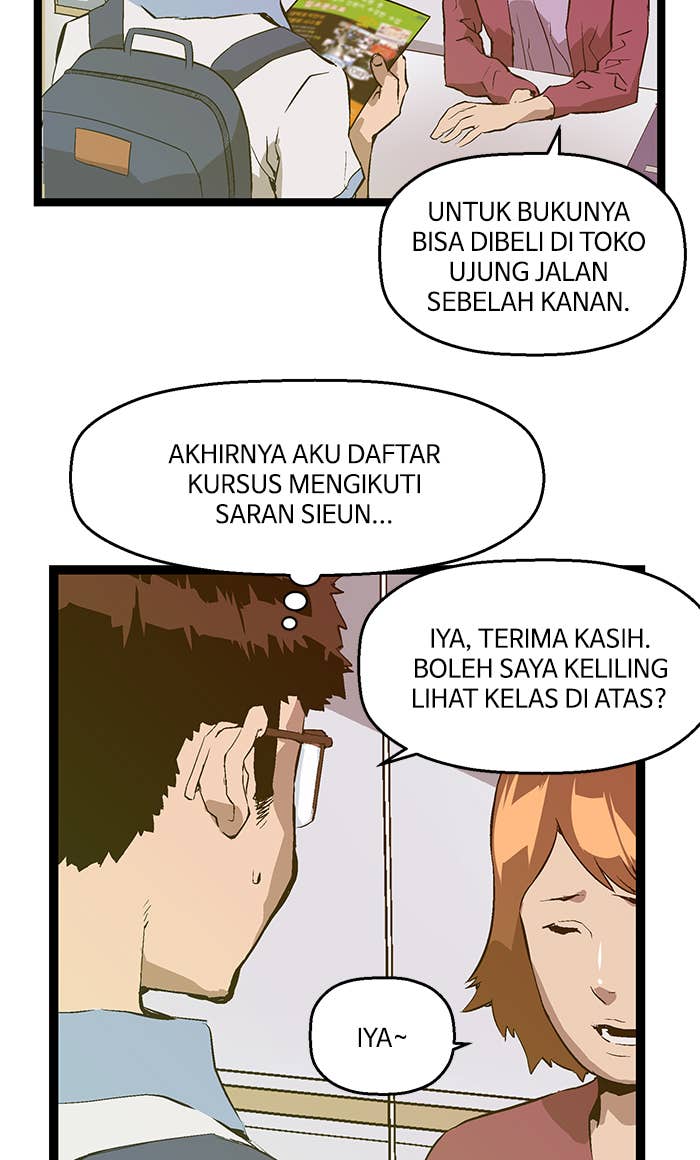 UNTUK BUKUNYA
BISA DIBELI DI TOKO
UJUNG JALAN
SEBELAH KANAN.
AKHIRNYA AKU DAFTAR
KURSUS MENGIKUTI
SARAN SIEUN...
IYA, TERIMA KASIH.
BOLEH SAYA KELILING
LIHAT KELAS DI ATAS?
IYA~